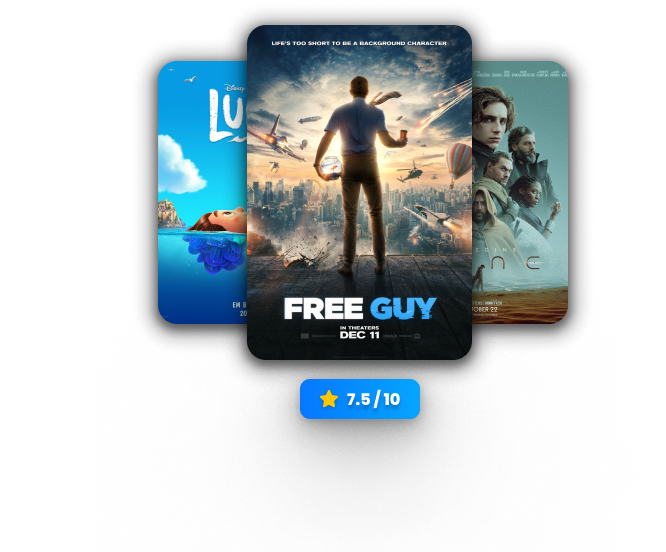 LIFE'S TOO SHORT TO BE A BACKGROUND CHARACTER
Disney
LU
EM B
20
FREE GUY
IN THEATERS
DEC 11
N E
OBER 22
7.5 / 10